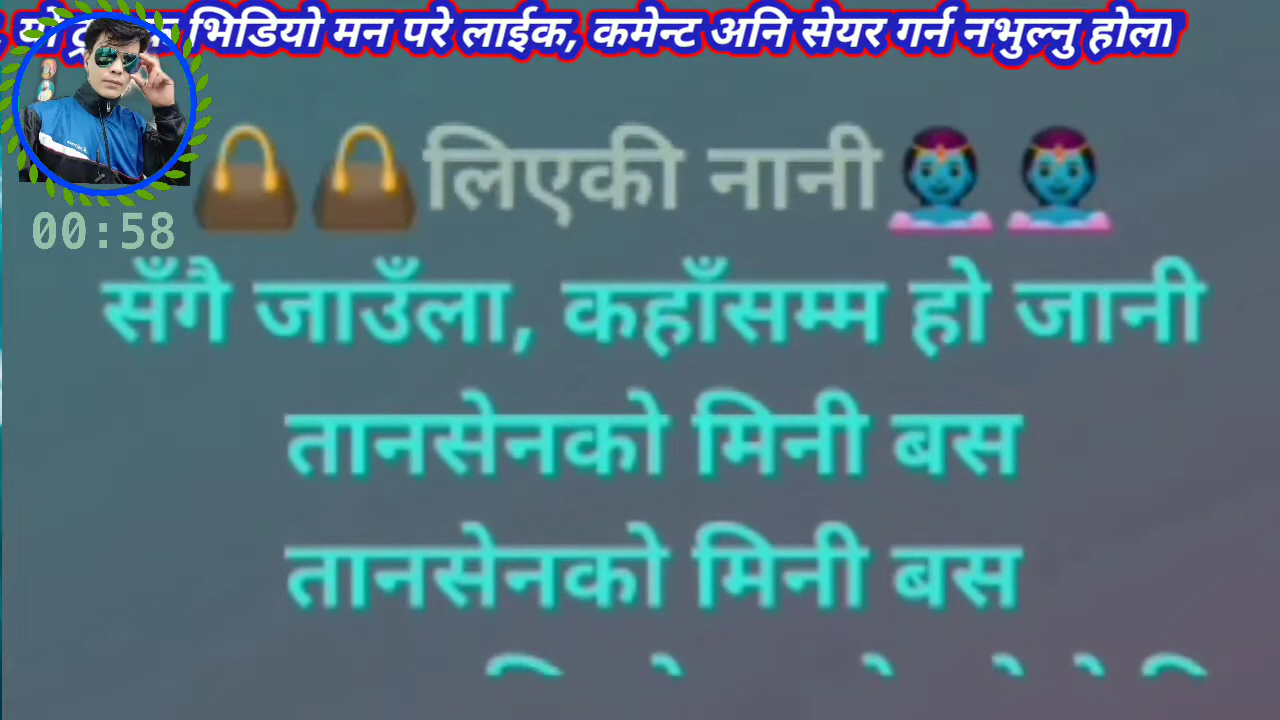 यो भिडियो मन परे लाईक, कमेन्ट अनि सेयर गर्न नभुल्नु होला
लिएकी नानी
00:58
सँगै जाउँला, कहाँसम्म हो जानी
तानसेनको मिनी बस
तानसेनको मिनी बस